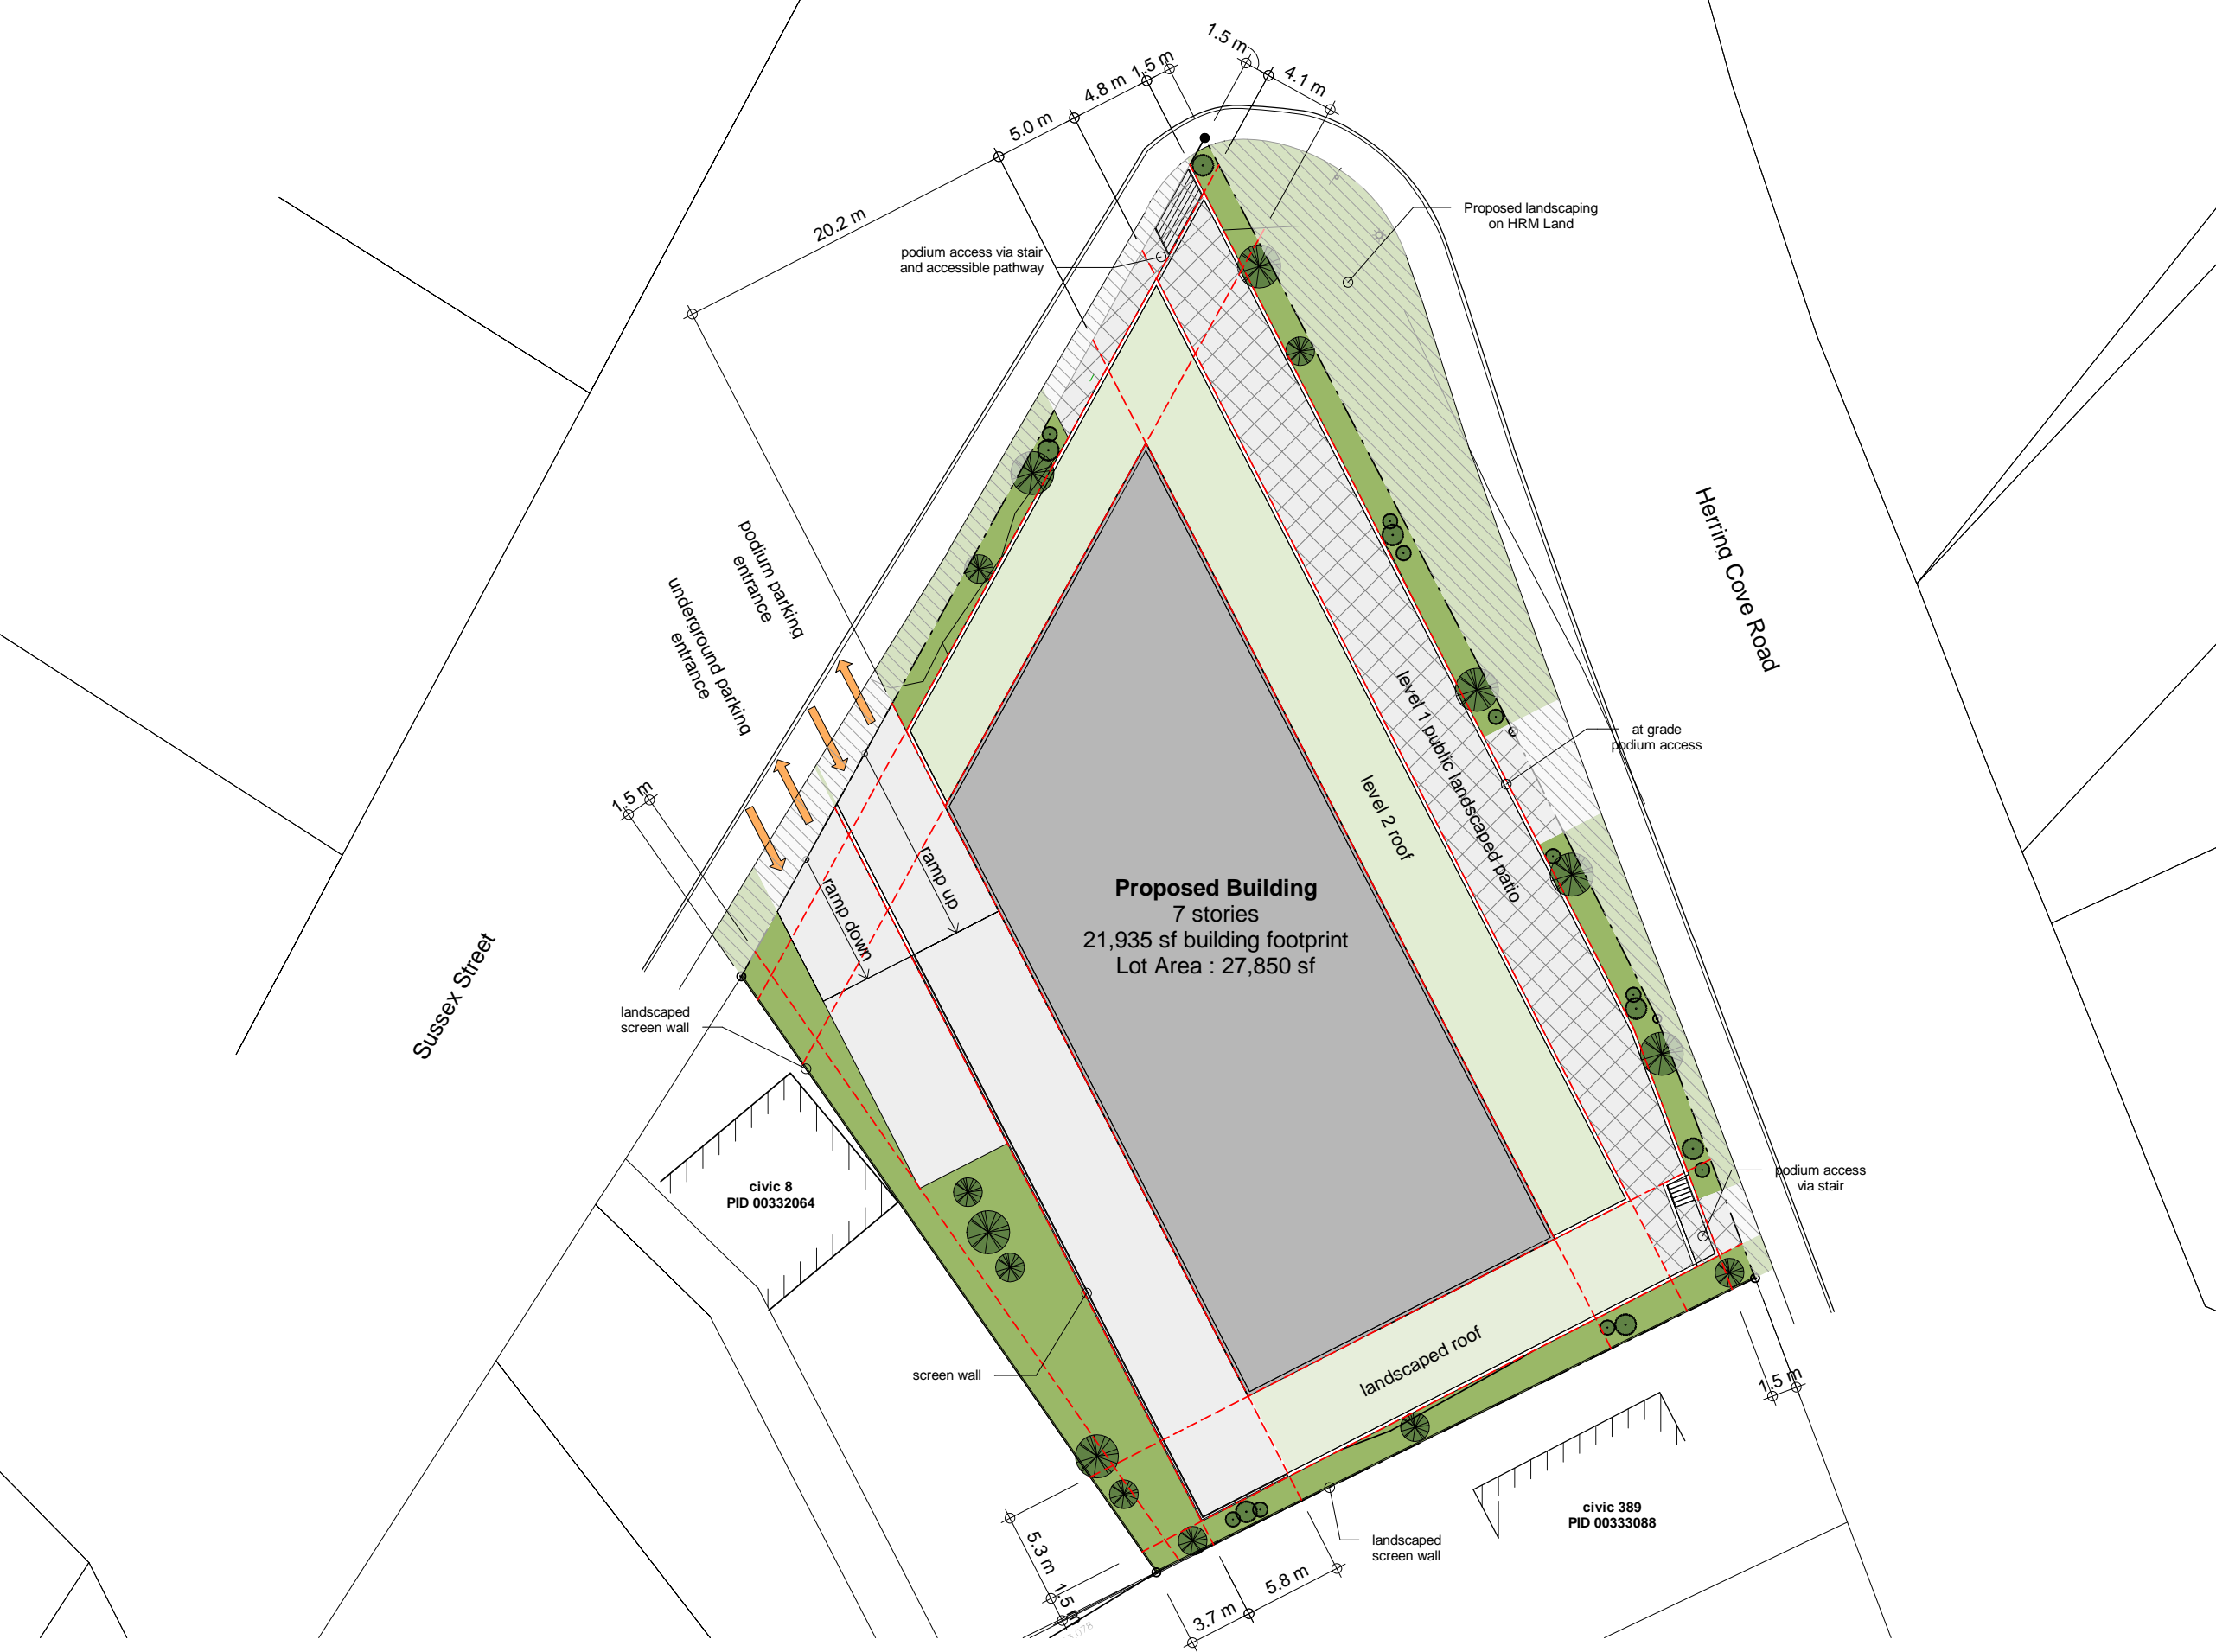 1.5 m
4.1 m
1.5 m
4.8 m
5.0 m
20.2 m
Proposed landscaping
on HRM Land
podium access via stair
and accessible pathway
podium parking
entrance
underground parking
entrance
Herring Cove Road
level 1 public landscaped patio
at grade
podium access
level 2 roof
1.5 m
ramp up
ramp down
Proposed Building
7 stories
21,935 sf building footprint
Lot Area : 27,850 sf
Sussex Street
landscaped
screen wall
civic 8
PID 00332064
podium access
via stair
screen wall
landscaped roof
1.5 m
civic 389
PID 00333088
landscaped
screen wall
5.3 m
1.5 m
5.8 m
3.7 m